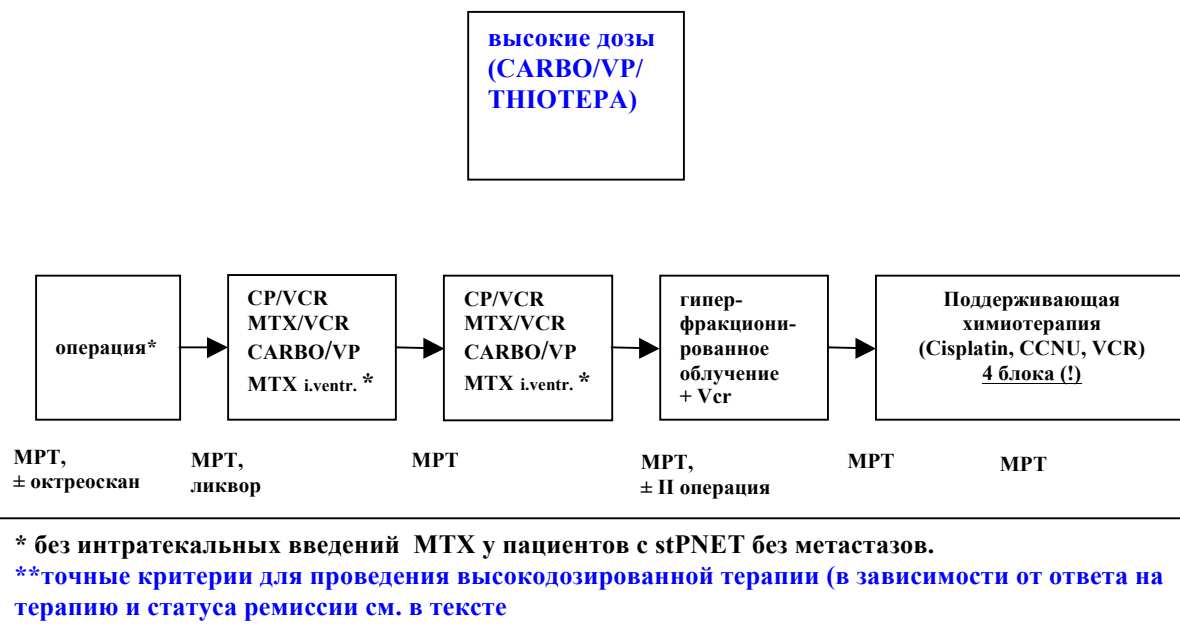 высокие дозы
(CARBO/VP/
THIOTEPA)
операция*
CP/VCR
MTX/VCR
CARBO/VP
MTX i.ventr. *
CP/VCR
MTX/VCR
CARBO/VP
MTX i.ventr. *
гипер-
фракциони-
рованное
облучение
+ Vcr
Поддерживающая
химиотерапия
(Cisplatin, CCNU, VCR)
4 блока (!)
МРТ,
± октреоскан
МРТ,
ликвор
МРТ
МРТ,
± II операция
МРТ
МРТ
* без интратекальных введений МТХ у пациентов с stPNET без метастазов.
**точные критерии для проведения высокодозированной терапии (в зависимости от ответа на
терапию и статуса ремиссии см. в тексте